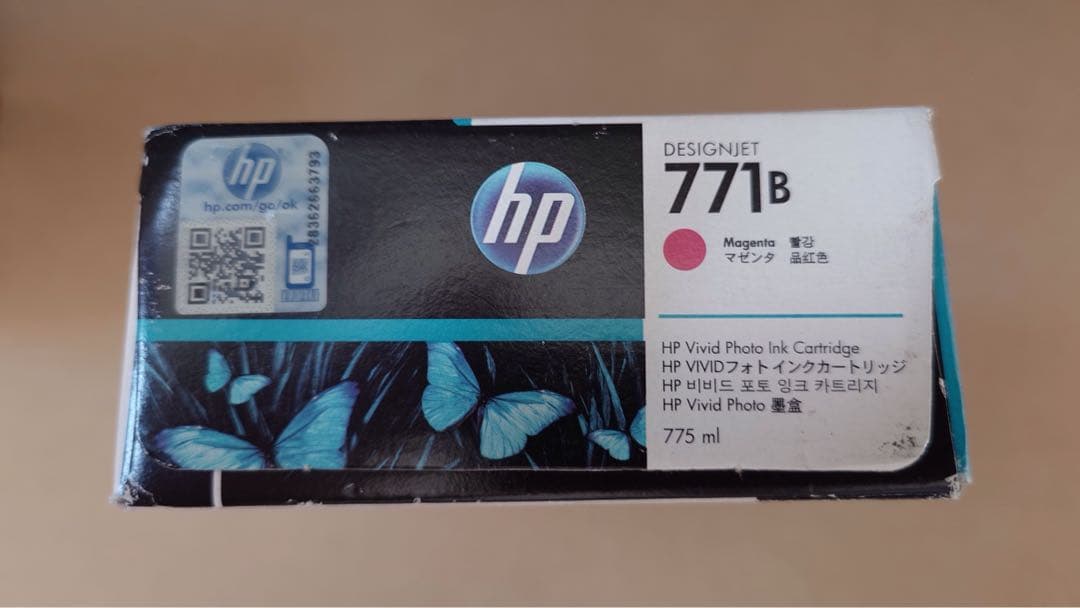 hp
hp.com/go/ok
28362663793
hp
DESIGNJET
771B
Magenta 빨강
マゼンタ 品红色
HP Vivid Photo Ink Cartridge
HP VIVIDフォトインクカートリッジ
HP 비비드 포토 잉크 카트리지
HP Vivid Photo 墨盒
775 ml